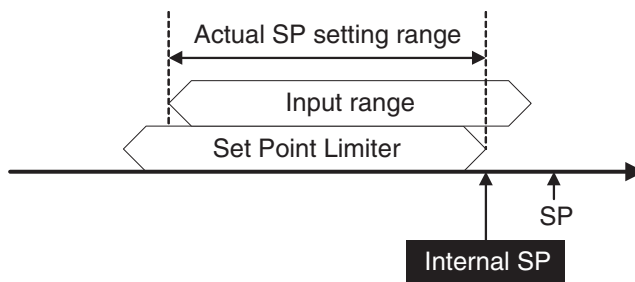 Actual SP setting range
Input range
Set Point Limiter
SP
Internal SP